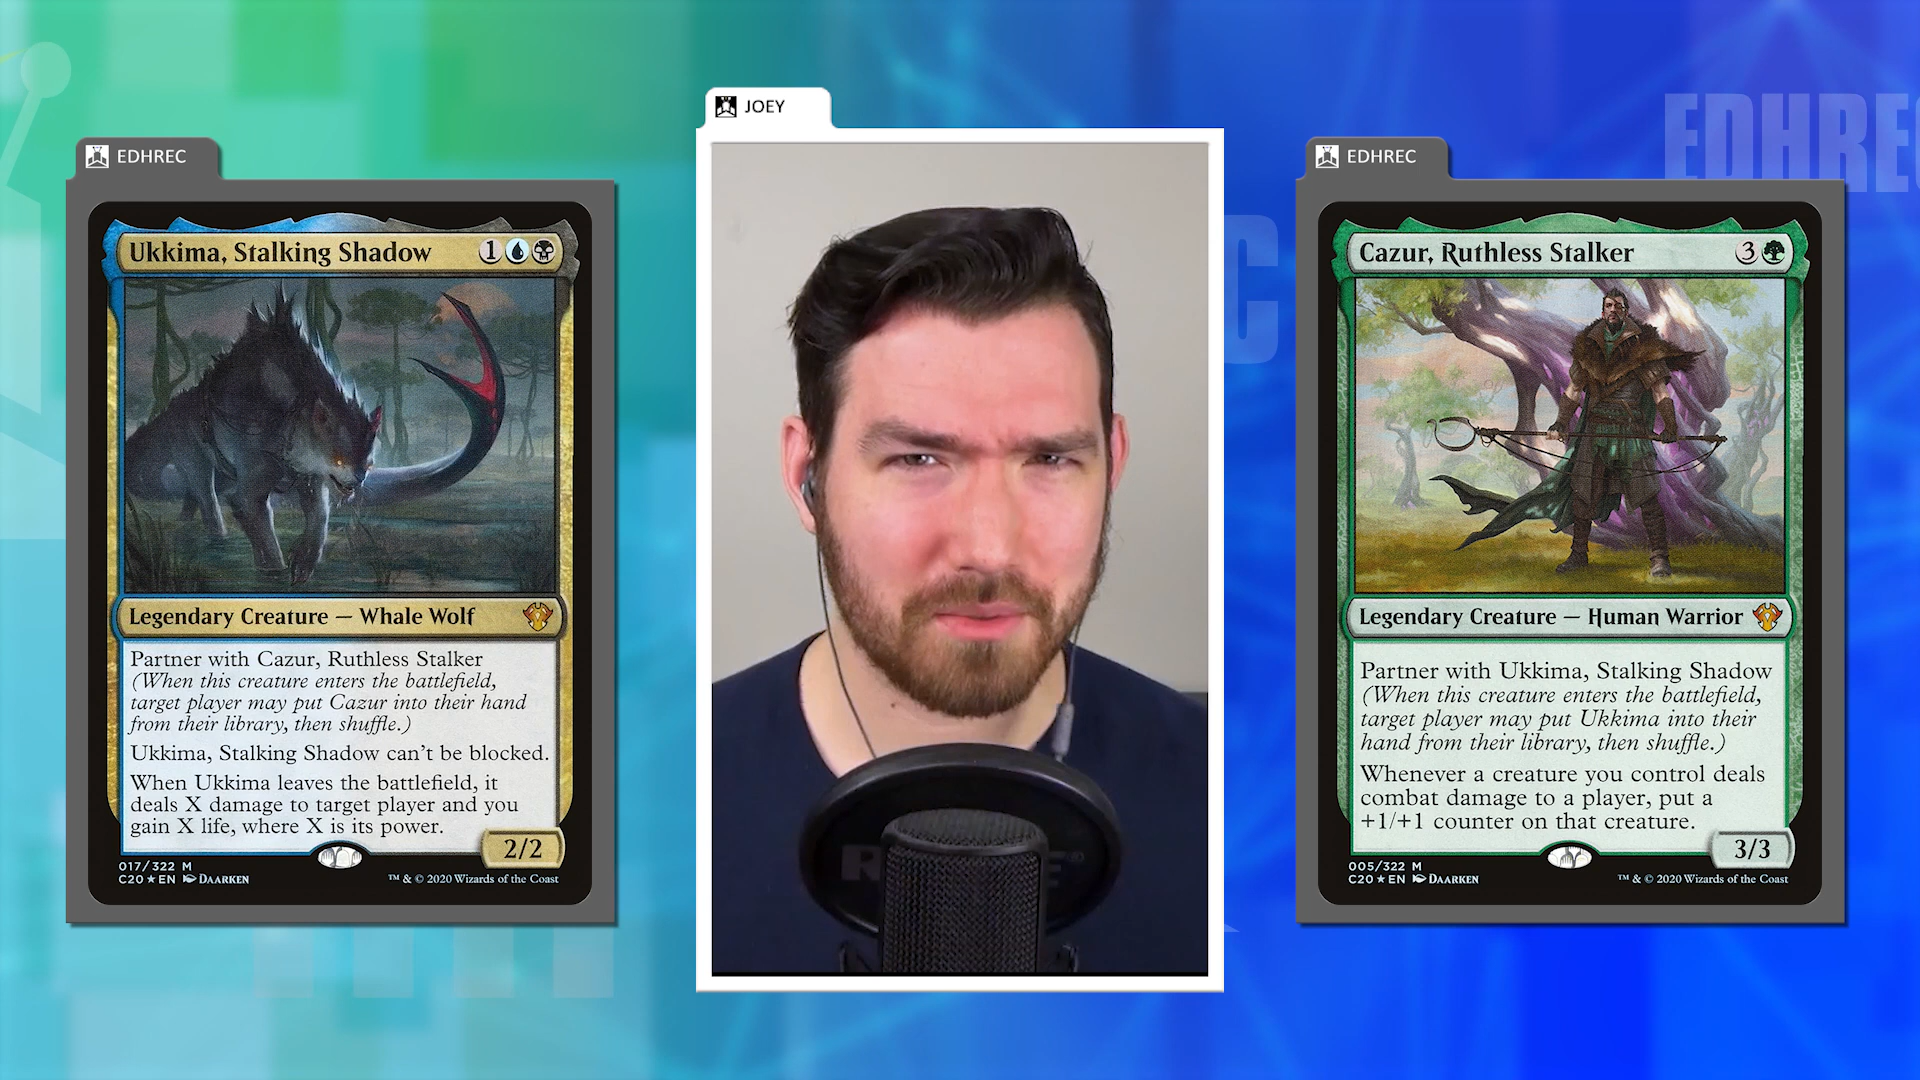 EDHREC
Ukkima, Stalking Shadow 1
Legendary Creature — Whale Wolf
Partner with Cazur, Ruthless Stalker
(When this creature enters the battlefield,
target player may put Cazur into their hand
from their library, then shuffle.)
Ukkima, Stalking Shadow can't be blocked.
When Ukkima leaves the battlefield, it
deals X damage to target player and you
gain X life, where X is its power.
2/2
017/322 M
C20 ★ EN DAARKEN
™ & © 2020 Wizards of the Coast
JOEY
EDHREC
EDHREC
Cazur, Ruthless Stalker 3
Legendary Creature — Human Warrior
Partner with Ukkima, Stalking Shadow
(When this creature enters the battlefield,
target player may put Ukkima into their
hand from their library, then shuffle.)
Whenever a creature you control deals
combat damage to a player, put a
+1/+1 counter on that creature.
3/3
005/322 M
C20 ★ EN DAARKEN
™ & © 2020 Wizards of the Coast